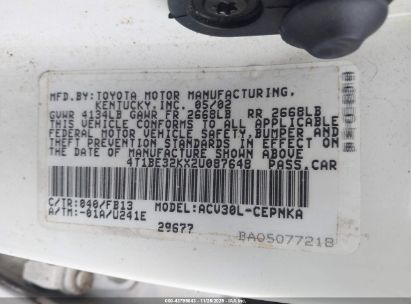 MFD.BY:TOYOTA MOTOR MANUFACTURING,
KENTUCKY,INC. 05/02
GVWR 4134LB GAWR FR 2668LB RR 2668LB
THIS VEHICLE CONFORMS TO ALL APPLICABLE
FEDERAL MOTOR VEHICLE SAFETY,BUMPER AND
THEFT PREVENTION STANDARDS IN EFFECT ON
THE DATE OF MANUFACTURE SHOWN ABOVE.
4T1BE32KX2U087648 PASS.CAR
C/TR:040/FB13 MODEL:ACV30L-CEPNKA
A/TM:-01A/U241E
29677
BA05077218